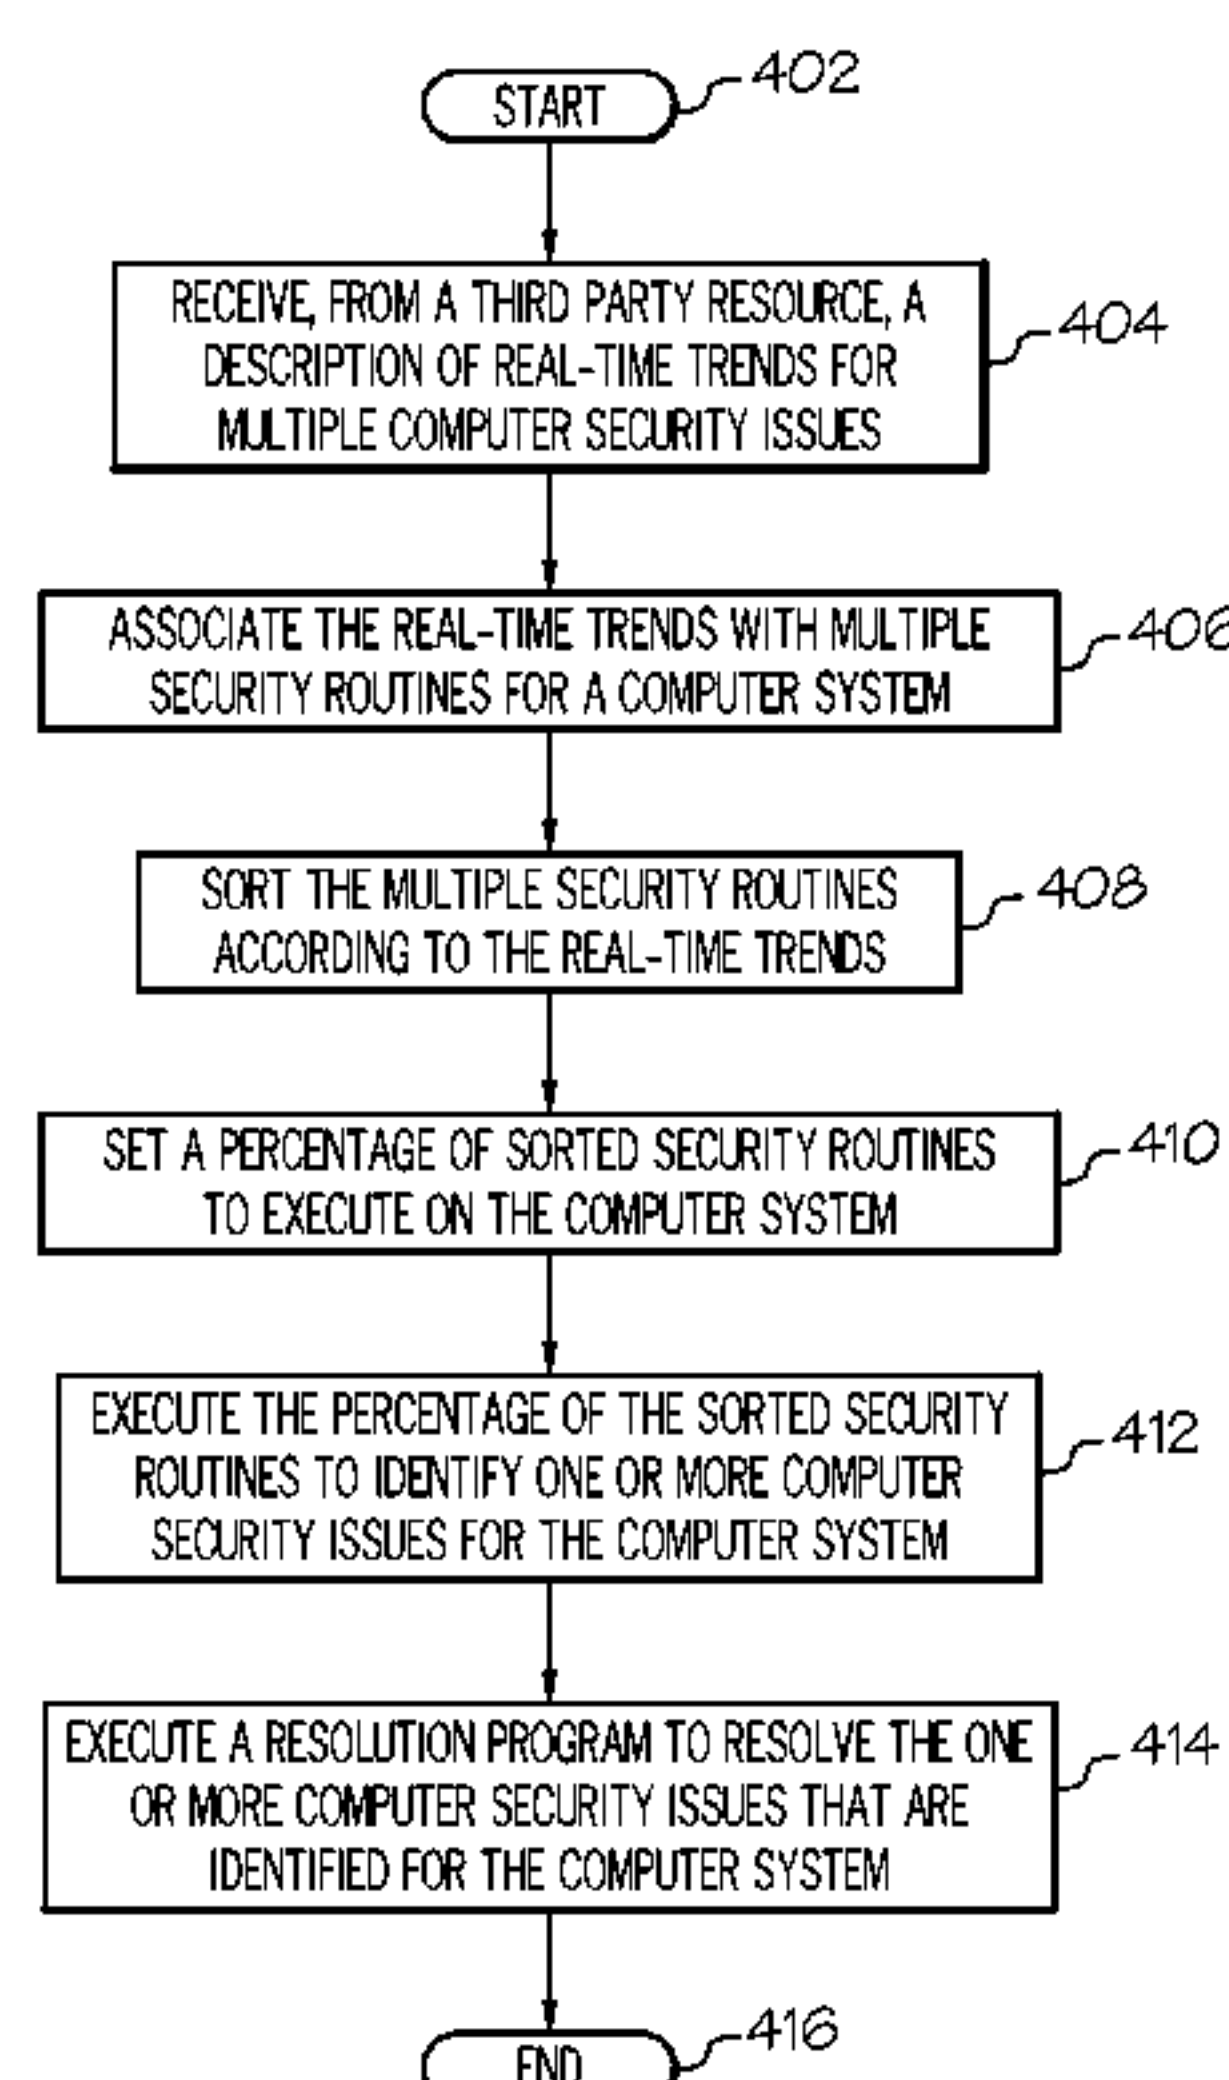 START
402
RECEIVE, FROM A THIRD PARTY RESOURCE, A
DESCRIPTION OF REAL-TIME TRENDS FOR
MULTIPLE COMPUTER SECURITY ISSUES
404
ASSOCIATE THE REAL-TIME TRENDS WITH MULTIPLE
SECURITY ROUTINES FOR A COMPUTER SYSTEM
406
SORT THE MULTIPLE SECURITY ROUTINES
ACCORDING TO THE REAL-TIME TRENDS
408
SET A PERCENTAGE OF SORTED SECURITY ROUTINES
TO EXECUTE ON THE COMPUTER SYSTEM
410
EXECUTE THE PERCENTAGE OF THE SORTED SECURITY
ROUTINES TO IDENTIFY ONE OR MORE COMPUTER
SECURITY ISSUES FOR THE COMPUTER SYSTEM
412
EXECUTE A RESOLUTION PROGRAM TO RESOLVE THE ONE
OR MORE COMPUTER SECURITY ISSUES THAT ARE
IDENTIFIED FOR THE COMPUTER SYSTEM
414
END
416